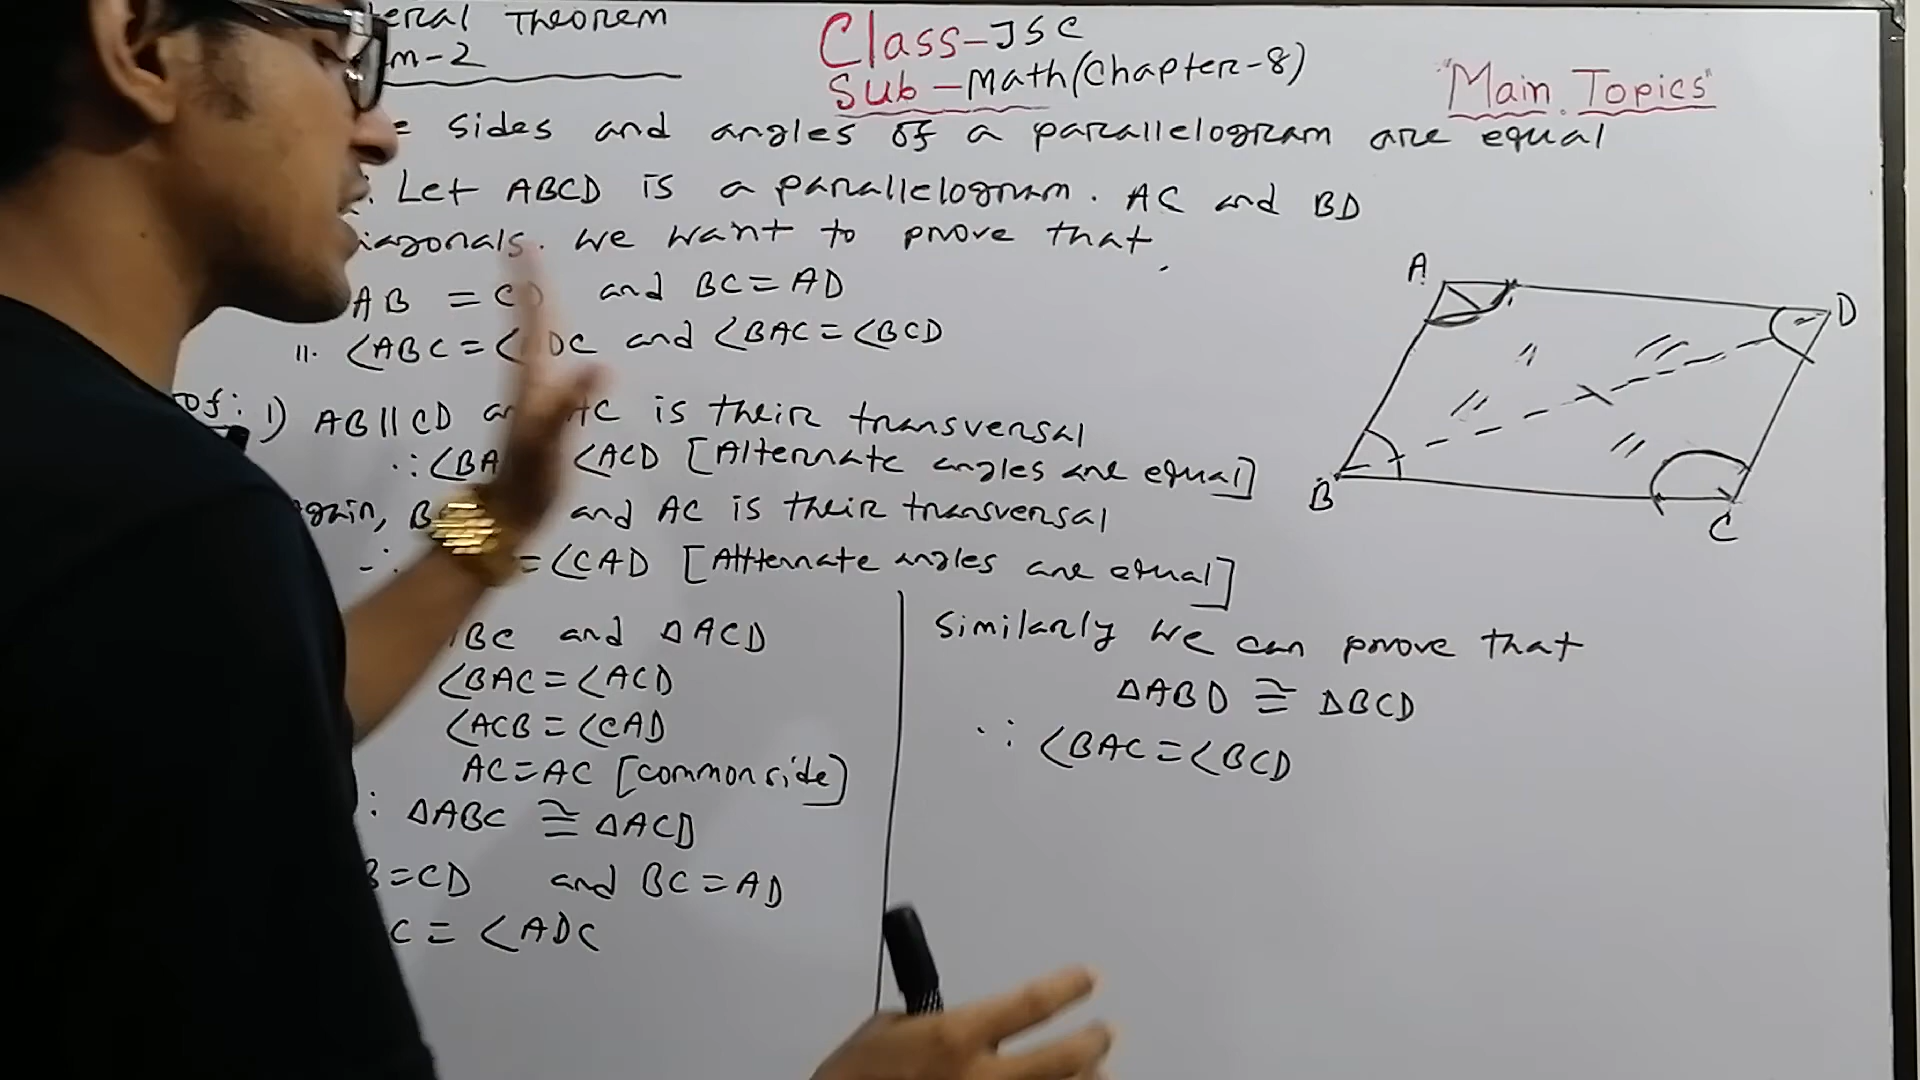 Theorem
m-2
Class-JSC
Sub-Math(Chapter-8)
"Main Topics"
sides and angles of a parallelogram are equal
Let ABCD is a parallelogram. AC and BD
we want to prove that
AB = CD and BC = AD
ii. <ABC = < DC and <BAC = <BCD
1) AB||CD AC is their transversal
∴ <BA <ACD [Alternate angles are equal]
B and AC is their transversal
∴ = <CAD [Alternate angles are equal]
BC and ΔACD
<BAC = <ACD
<ACB = <CAD
AC = AC [common side]
: ΔABC ≅ ΔACD
B = CD and BC = AD
C = <ADC
Similarly we can prove that
ΔABD ≅ ΔBCD
∴ <BAC = <BCD
A
D
B
C